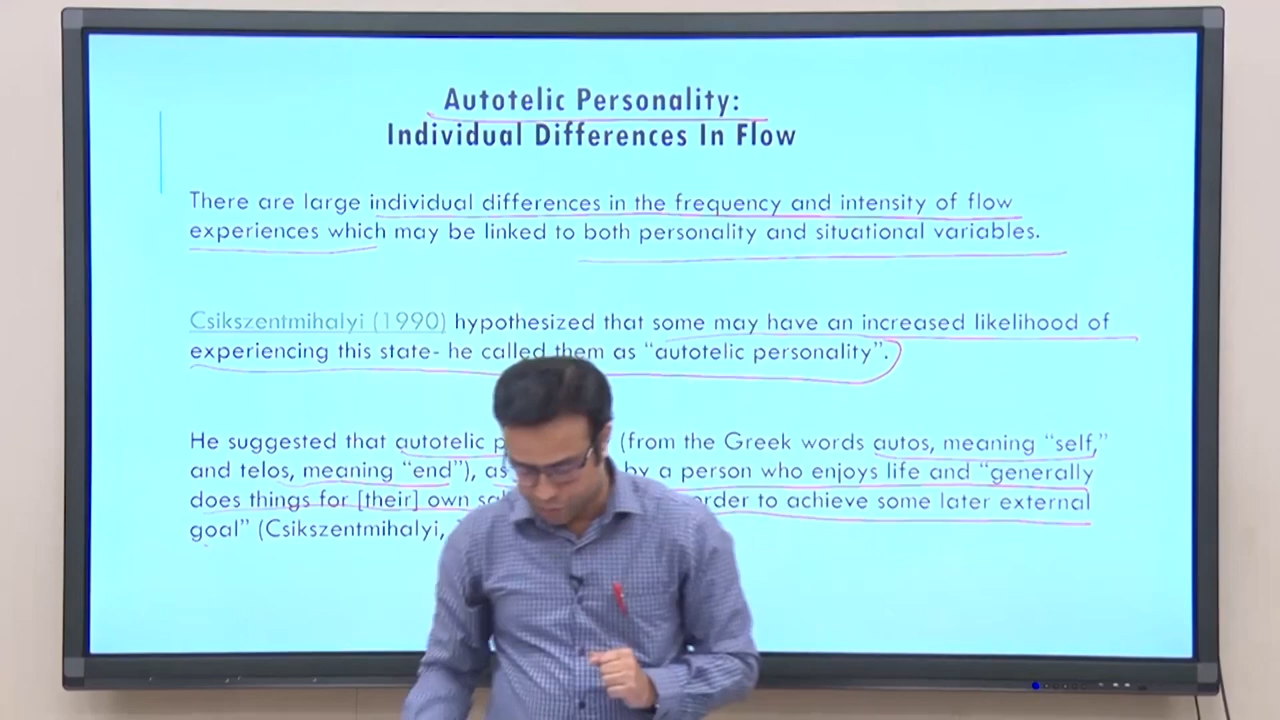 Autotelic Personality:
Individual Differences In Flow
There are large individual differences in the frequency and intensity of flow
experiences which may be linked to both personality and situational variables.
Csikszentmihalyi (1990) hypothesized that some may have an increased likelihood of
experiencing this state- he called them as “autotelic personality”.
He suggested that autotelic (from the Greek words autos, meaning “self,”
and telos, meaning “end”), by a person who enjoys life and “generally
does things for [their] own order to achieve some later external
goal” (Csikszentmihalyi,